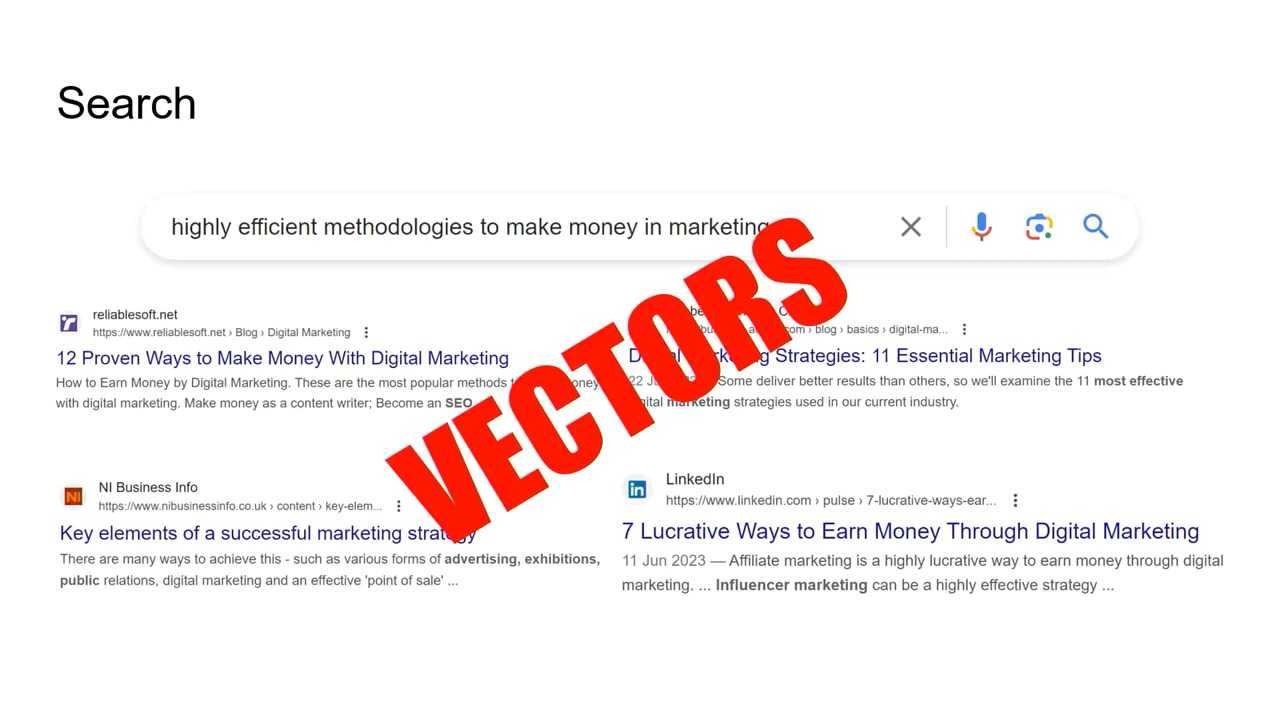 Search
highly efficient methodologies to make money in marketing
VECTORS
reliablesoft.net
https://www.reliablesoft.net › Blog › Digital Marketing
12 Proven Ways to Make Money With Digital Marketing
How to Earn Money by Digital Marketing. These are the most popular methods money
with digital marketing. Make money as a content writer; Become an SEO
.com › blog › basics › digital-ma...
Strategies: 11 Essential Marketing Tips
22 Some deliver better results than others, so we'll examine the 11 most effective
marketing strategies used in our current industry.
NI Business Info
https://www.nibusinessinfo.co.uk › content › key-elem...
Key elements of a successful marketing strategy
There are many ways to achieve this - such as various forms of advertising, exhibitions,
public relations, digital marketing and an effective 'point of sale' ...
LinkedIn
https://www.linkedin.com › pulse › 7-lucrative-ways-ear...
7 Lucrative Ways to Earn Money Through Digital Marketing
11 Jun 2023 — Affiliate marketing is a highly lucrative way to earn money through digital
marketing. ... Influencer marketing can be a highly effective strategy ...